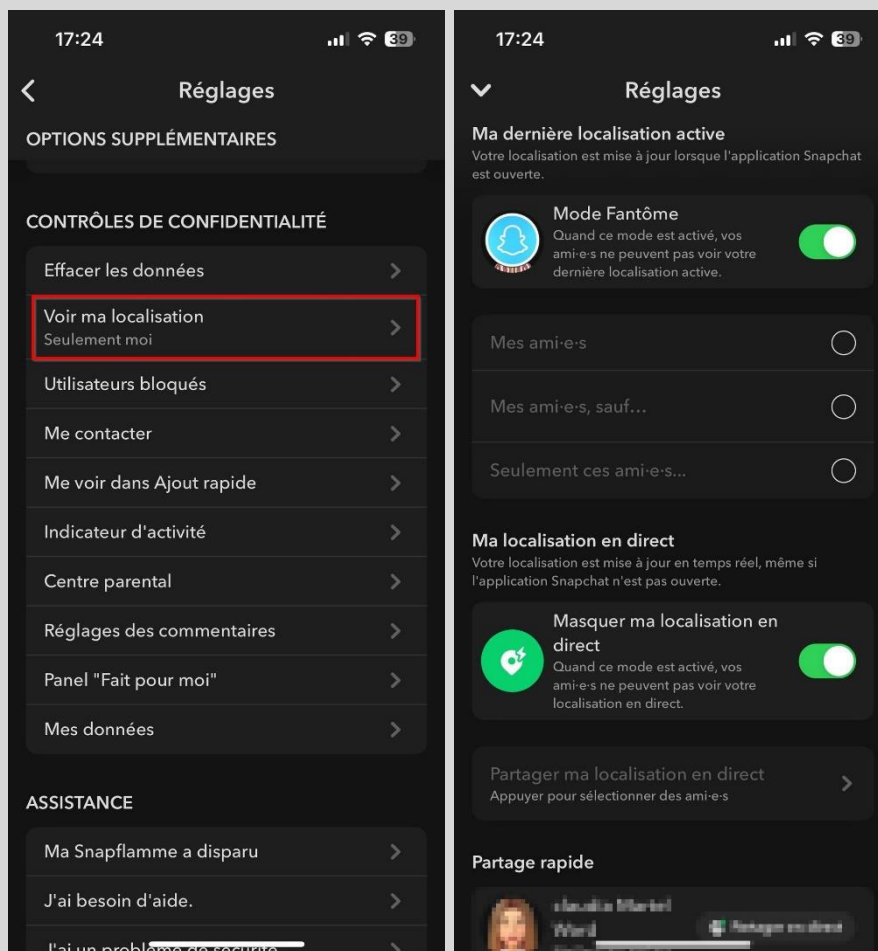 17:24
39
Réglages
OPTIONS SUPPLÉMENTAIRES
CONTRÔLES DE CONFIDENTIALITÉ
Effacer les données
Voir ma localisation
Seulement moi
Utilisateurs bloqués
Me contacter
Me voir dans Ajout rapide
Indicateur d'activité
Centre parental
Réglages des commentaires
Panel "Fait pour moi"
Mes données
ASSISTANCE
Ma Snapflamme a disparu
J'ai besoin d'aide.
J'ai un problème de sécurité
17:24
39
Réglages
Ma dernière localisation active
Votre localisation est mise à jour lorsque l'application Snapchat
est ouverte.
Mode Fantôme
Quand ce mode est activé, vos
ami·e·s ne peuvent pas voir votre
dernière localisation active.
Mes ami·e·s
Mes ami·e·s, sauf...
Seulement ces ami·e·s...
Ma localisation en direct
Votre localisation est mise à jour en temps réel, même si
l'application Snapchat n'est pas ouverte.
Masquer ma localisation en
direct
Quand ce mode est activé, vos
ami·e·s ne peuvent pas voir votre
localisation en direct.
Partager ma localisation en direct
Appuyer pour sélectionner des ami·e·s
Partage rapide